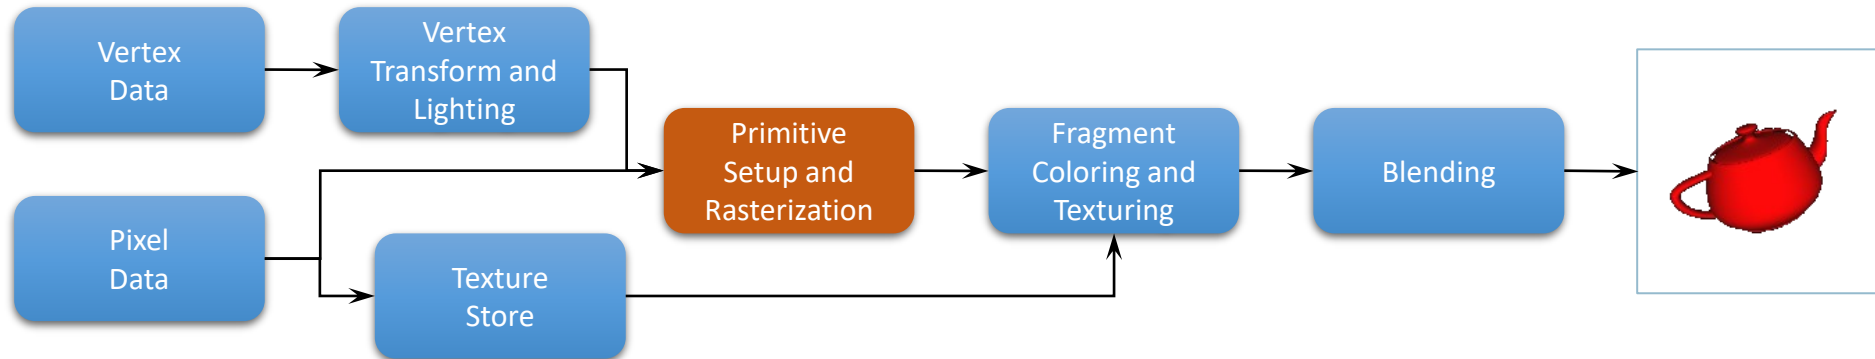 Vertex
Data
Vertex
Transform and
Lighting
Primitive
Setup and
Rasterization
Fragment
Coloring and
Texturing
Blending
Pixel
Data
Texture
Store